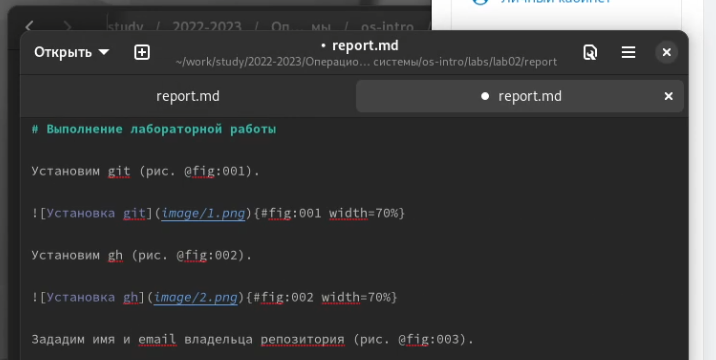 Личный кабинет
study / 2022-2023 / Оп... мы / os-intro /
Открыть
• report.md
~/work/study/2022-2023/Операцио... системы/os-intro/labs/lab02/report
report.md
● report.md
# Выполнение лабораторной работы
Установим git (рис. @fig:001).
![Установка git](image/1.png){#fig:001 width=70%}
Установим gh (рис. @fig:002).
![Установка gh](image/2.png){#fig:002 width=70%}
Зададим имя и email владельца репозитория (рис. @fig:003).